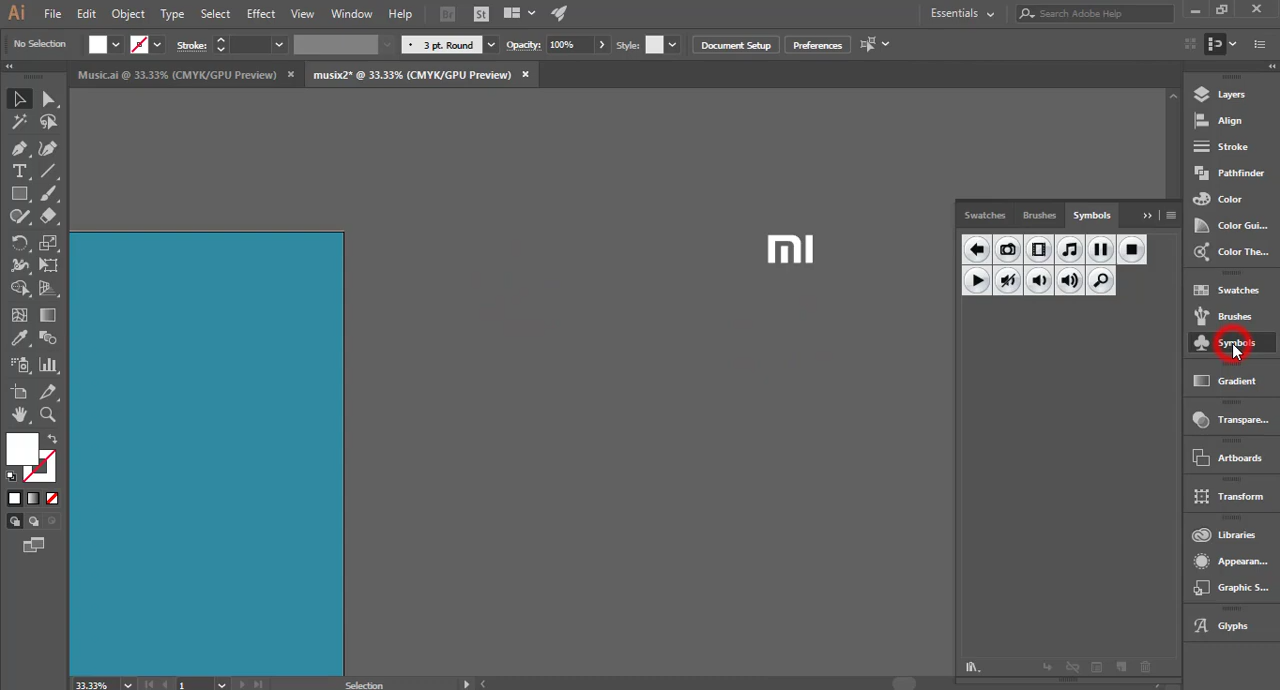 Ai File Edit Object Type Select Effect View Window Help Br St Essentials Search Adobe Help
No Selection Stroke: 3 pt. Round Opacity: 100% Style: Document Setup Preferences
Music.ai @ 33.33% (CMYK/GPU Preview) musix2* @ 33.33% (CMYK/GPU Preview)
Layers
Align
Stroke
Pathfinder
Color
Color Gui...
Color The...
Swatches
Brushes
Symbols
Gradient
Transpare...
Artboards
Transform
Libraries
Appearan...
Graphic S...
Glyphs
Swatches Brushes Symbols
mi
33.33% 1 Selection